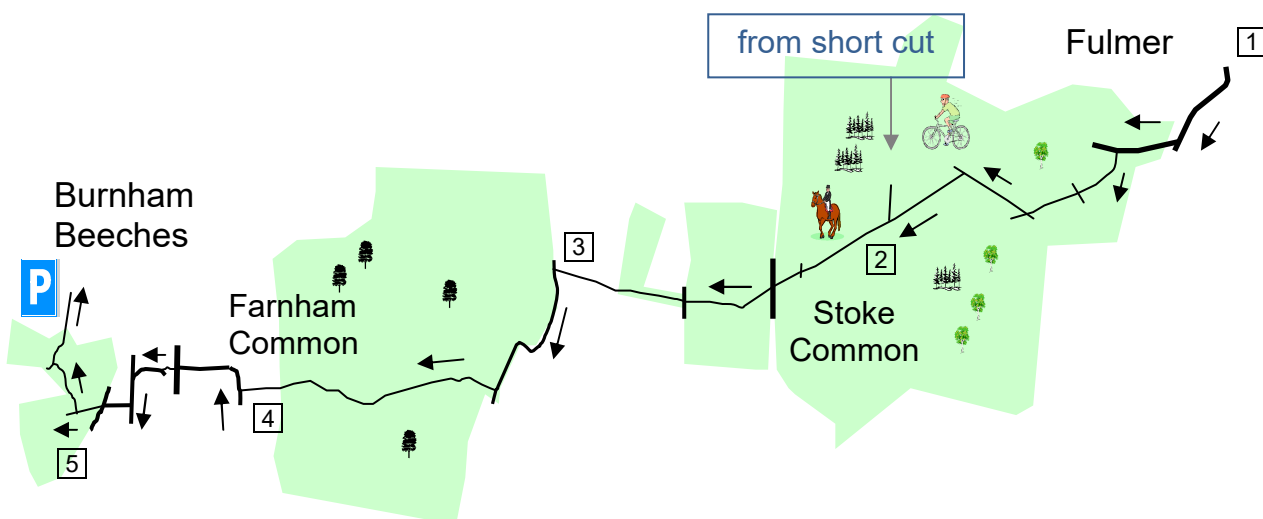 from short cut
Fulmer
1
Burnham
Beeches
3
2
P
Farnham
Common
Stoke
Common
4
5